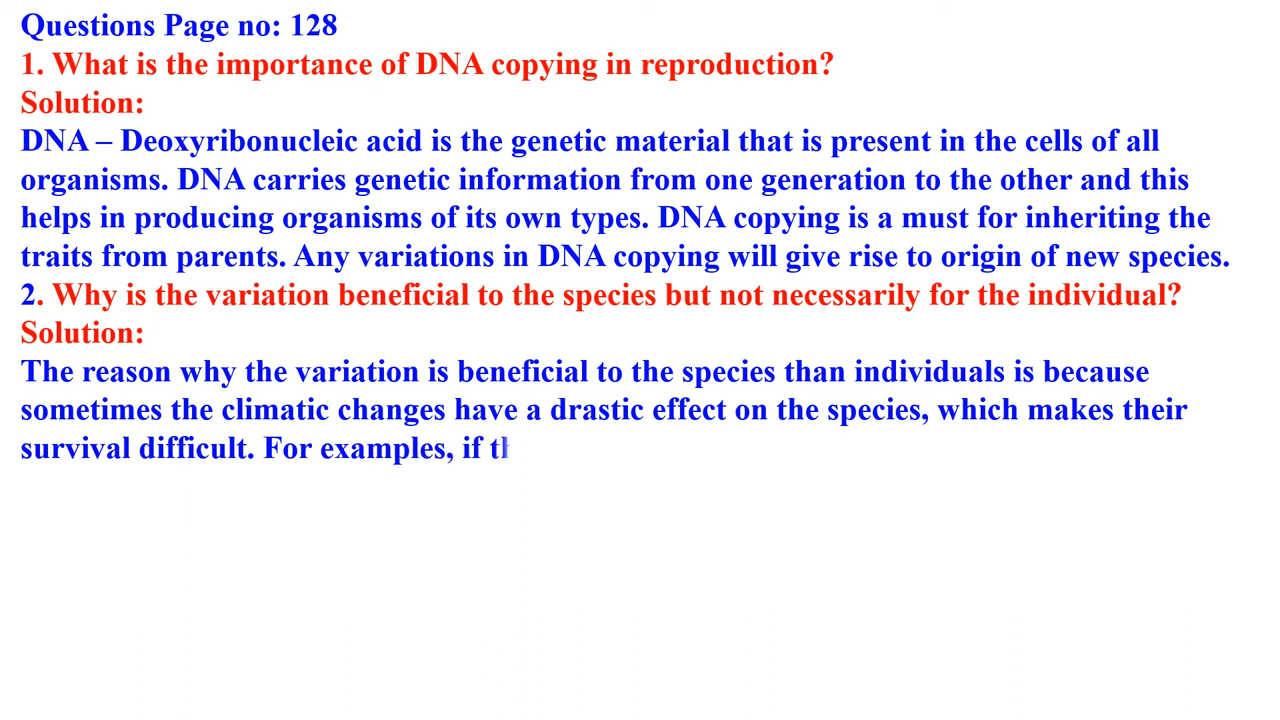 Questions Page no: 128
1. What is the importance of DNA copying in reproduction?
Solution:
DNA – Deoxyribonucleic acid is the genetic material that is present in the cells of all
organisms. DNA carries genetic information from one generation to the other and this
helps in producing organisms of its own types. DNA copying is a must for inheriting the
traits from parents. Any variations in DNA copying will give rise to origin of new species.
2. Why is the variation beneficial to the species but not necessarily for the individual?
Solution:
The reason why the variation is beneficial to the species than individuals is because
sometimes the climatic changes have a drastic effect on the species, which makes their
survival difficult. For examples, if